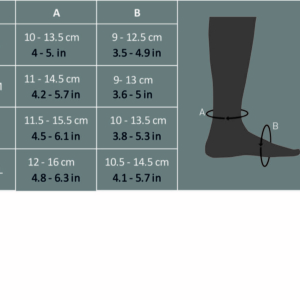 A B
10 - 13.5 cm 9 - 12.5 cm
4 - 5. in 3.5 - 4.9 in
11 - 14.5 cm 9- 13 cm
4.2 - 5.7 in 3.6 - 5 in
11.5 - 15.5 cm 10 - 13.5 cm
4.5 - 6.1 in 3.8 - 5.3 in
12 - 16 cm 10.5 - 14.5 cm
4.8 - 6.3 in 4.1 - 5.7 in
A
B